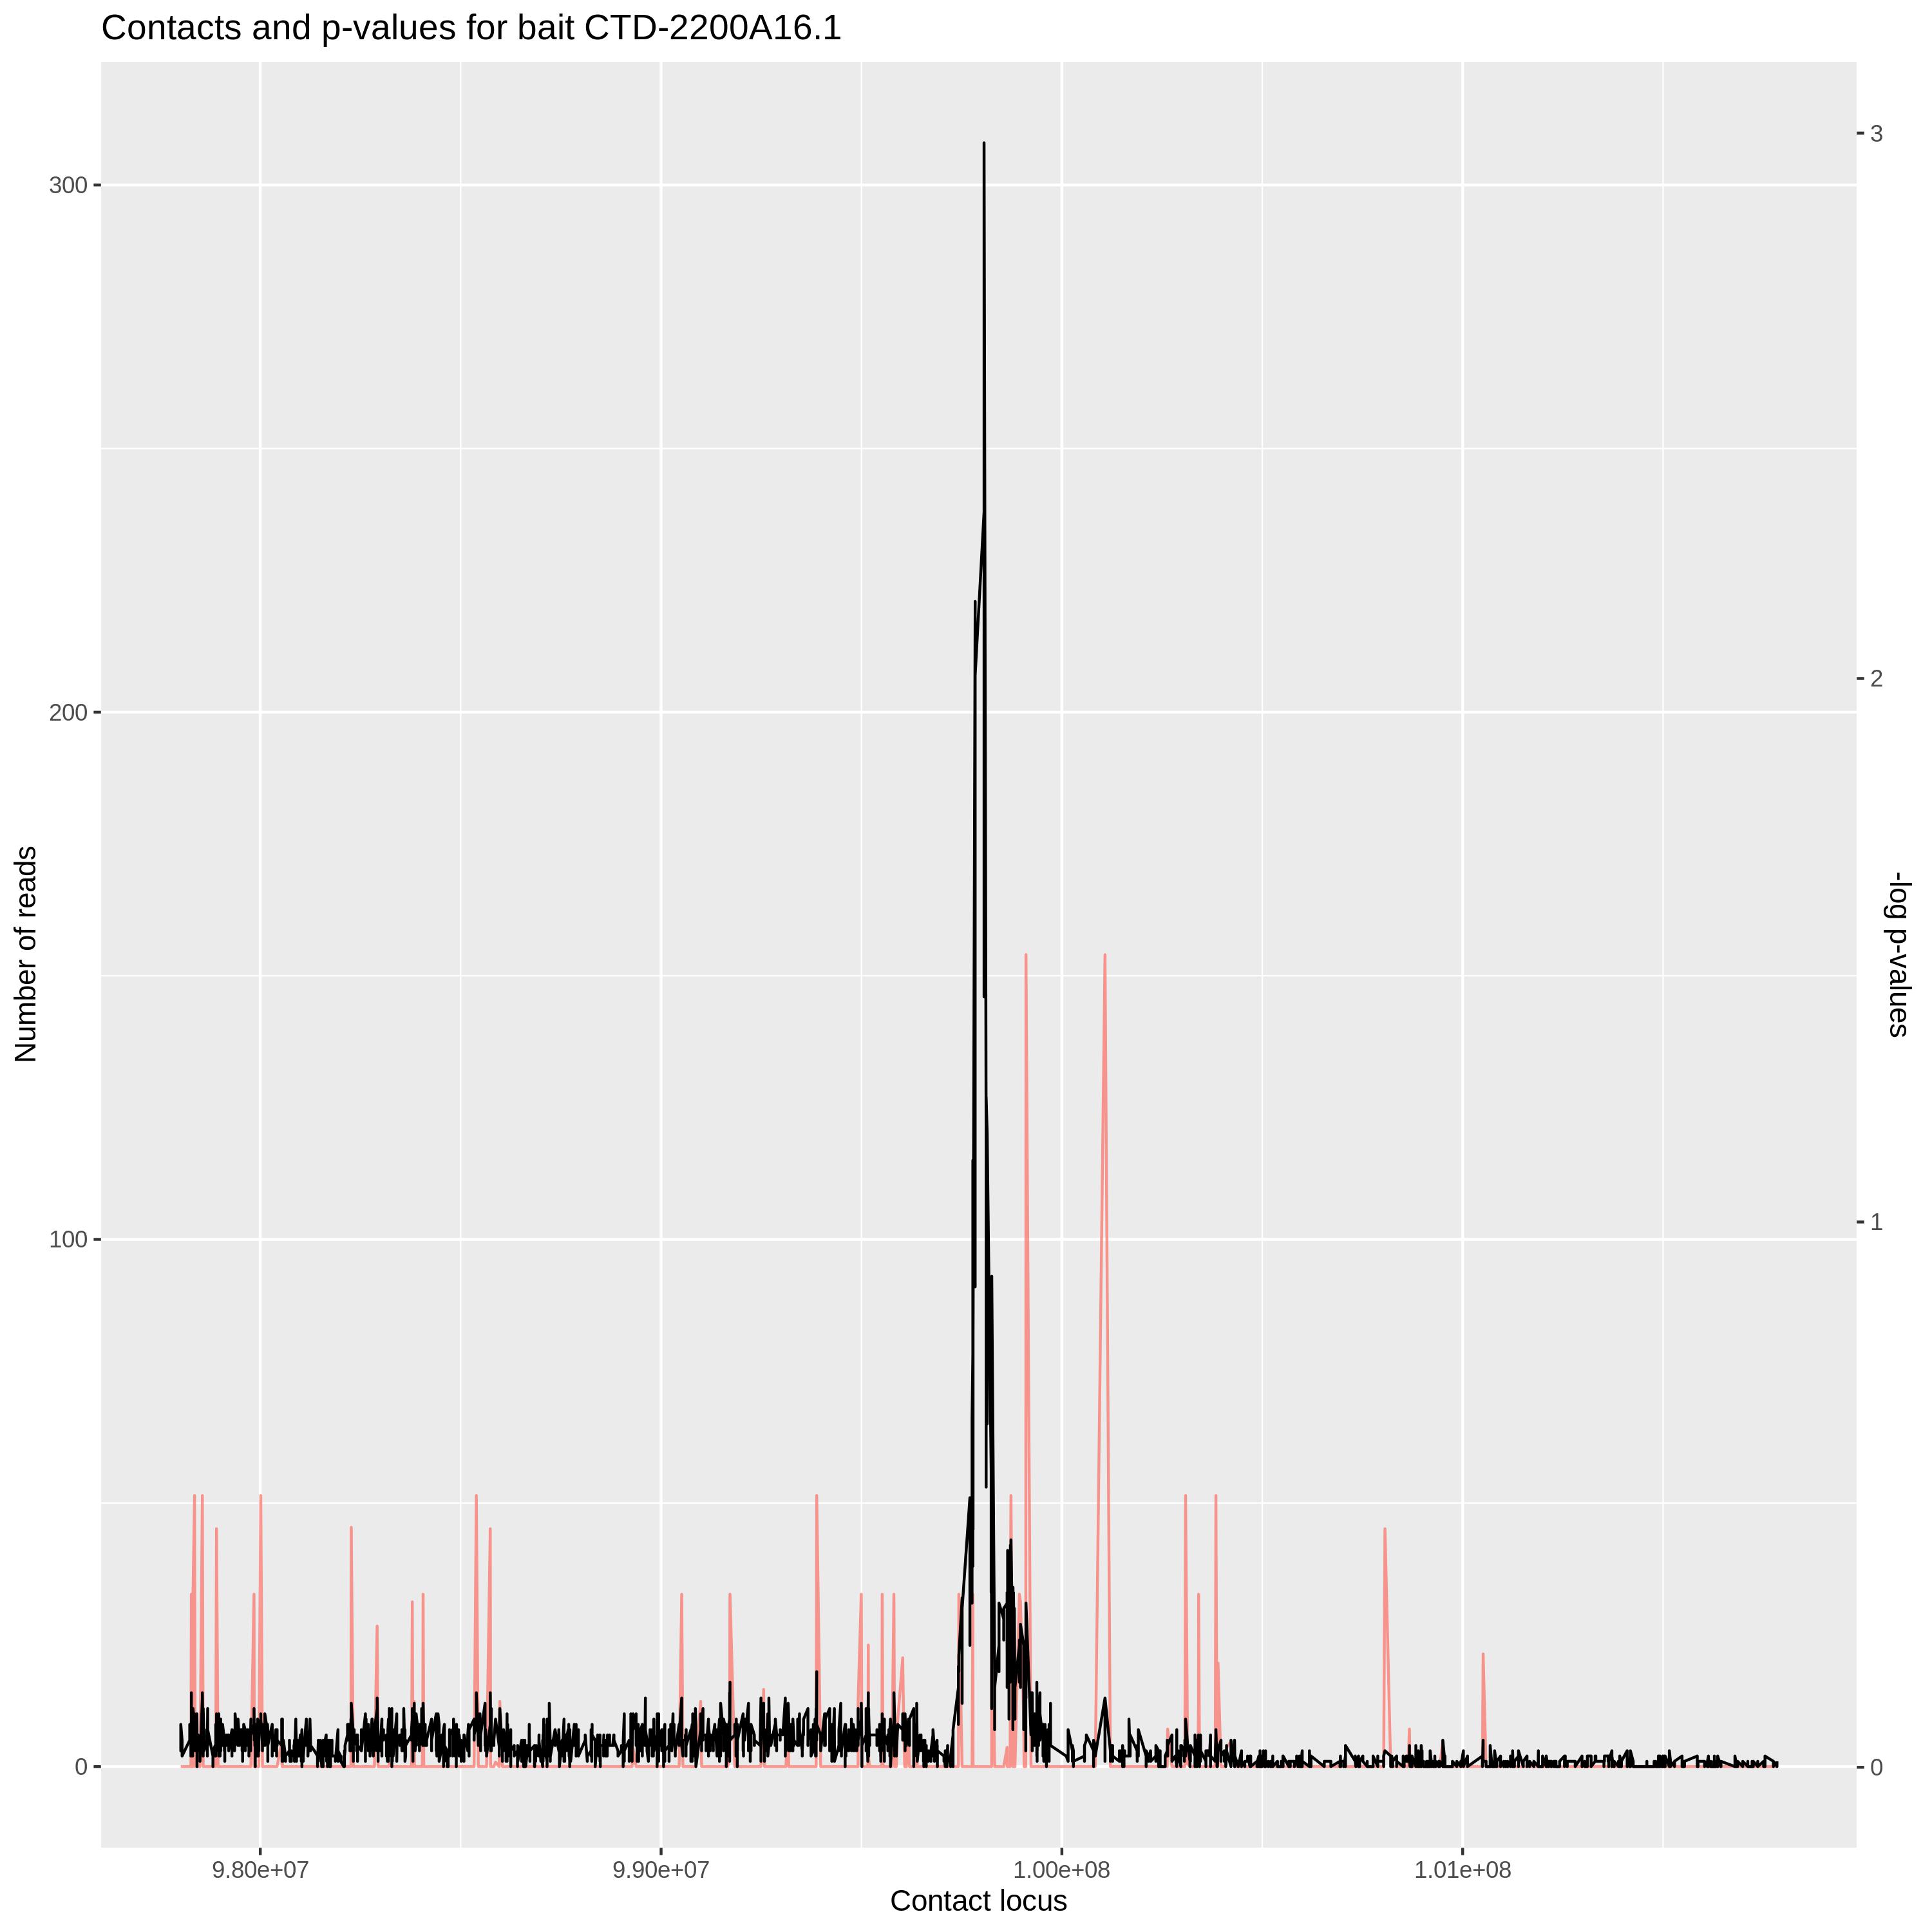 Contacts and p-values for bait CTD-2200A16.1
300
200
100
0
Number of reads
3
2
1
0
-log p-values
9.80e+07
9.90e+07
1.00e+08
1.01e+08
Contact locus